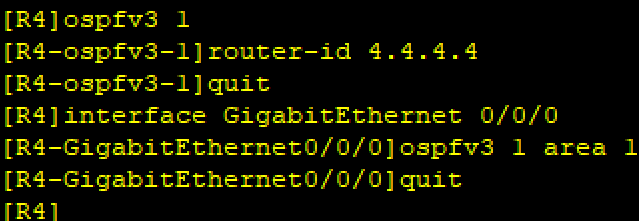 [R4]ospfv3 1
[R4-ospfv3-1]router-id 4.4.4.4
[R4-ospfv3-1]quit
[R4]interface GigabitEthernet 0/0/0
[R4-GigabitEthernet0/0/0]ospfv3 1 area 1
[R4-GigabitEthernet0/0/0]quit
[R4]